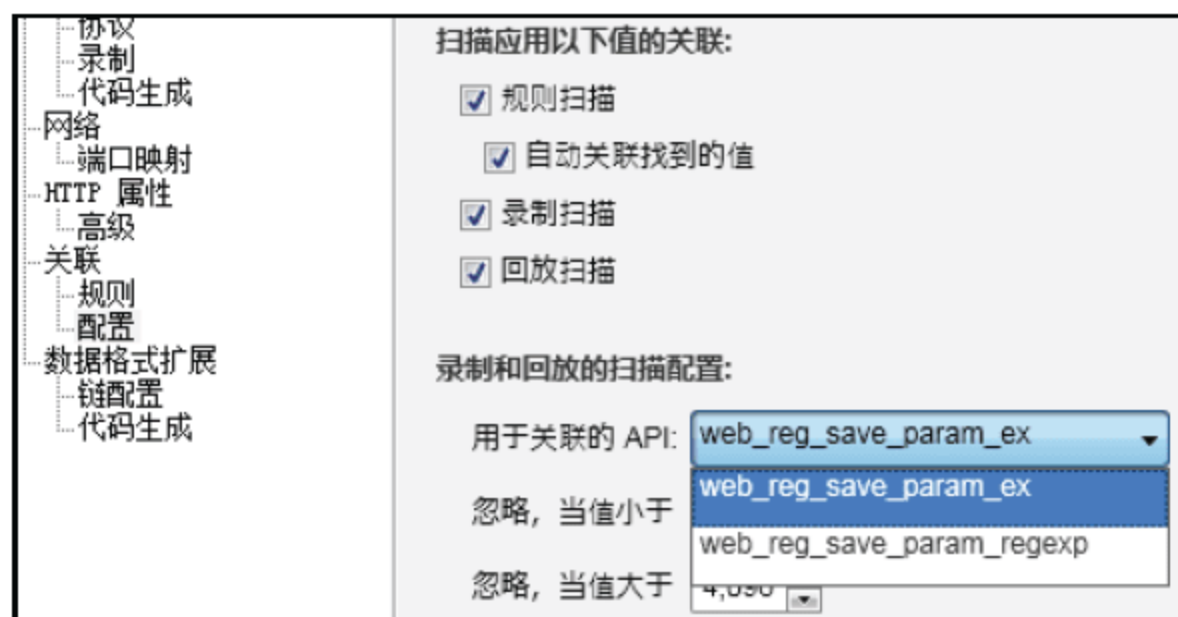 协议
录制
代码生成
网络
端口映射
HTTP 属性
高级
关联
规则
配置
数据格式扩展
链配置
代码生成
扫描应用以下值的关联:
规则扫描
自动关联找到的值
录制扫描
回放扫描
录制和回放的扫描配置:
用于关联的 API: web_reg_save_param_ex
web_reg_save_param_ex
忽略，当值小于
web_reg_save_param_regexp
忽略，当值大于 4,096